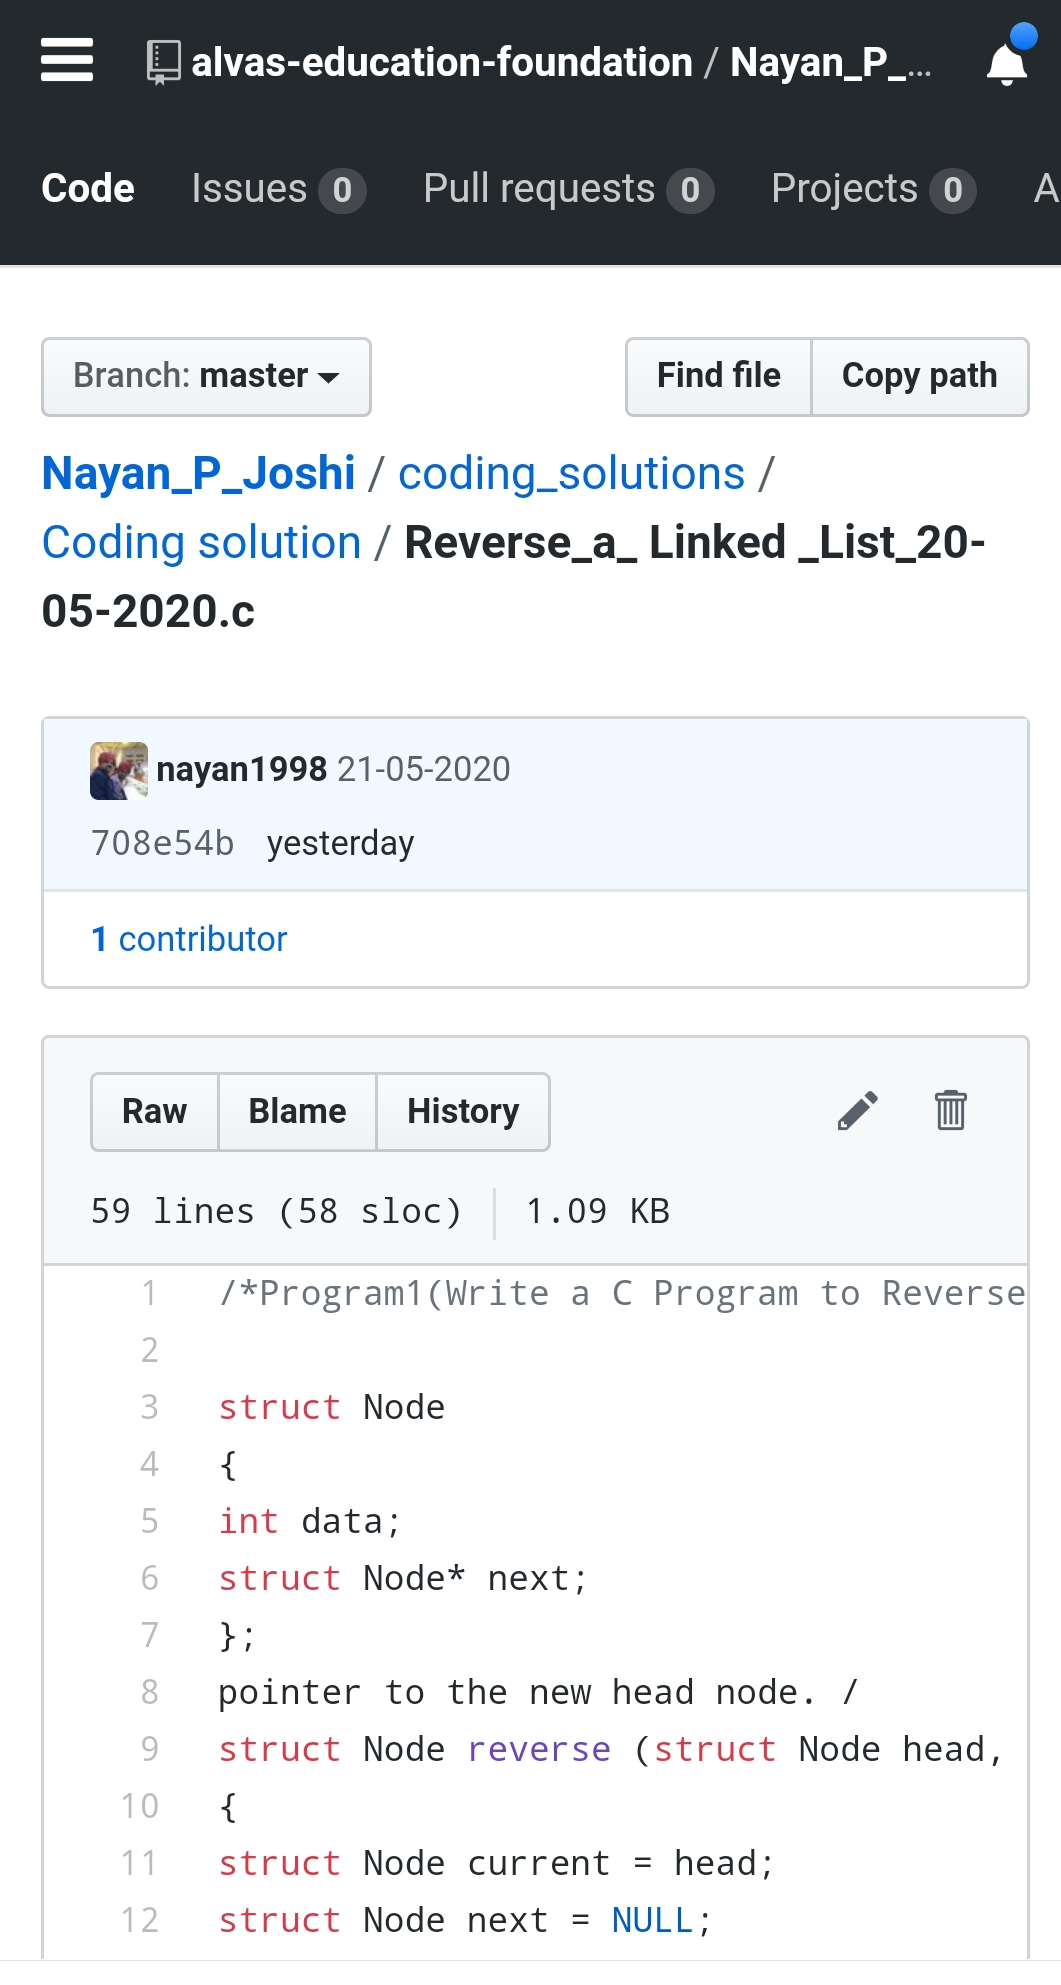 alvas-education-foundation / Nayan_P_...
Code Issues 0 Pull requests 0 Projects 0 A
Branch: master Find file Copy path
Nayan_P_Joshi / coding_solutions /
Coding solution / Reverse_a_ Linked _List_20-
05-2020.c
nayan1998 21-05-2020
708e54b yesterday
1 contributor
Raw Blame History
59 lines (58 sloc) 1.09 KB
1 /*Program1(Write a C Program to Reverse
2
3 struct Node
4 {
5 int data;
6 struct Node* next;
7 };
8 pointer to the new head node. /
9 struct Node reverse (struct Node head,
10 {
11 struct Node current = head;
12 struct Node next = NULL;